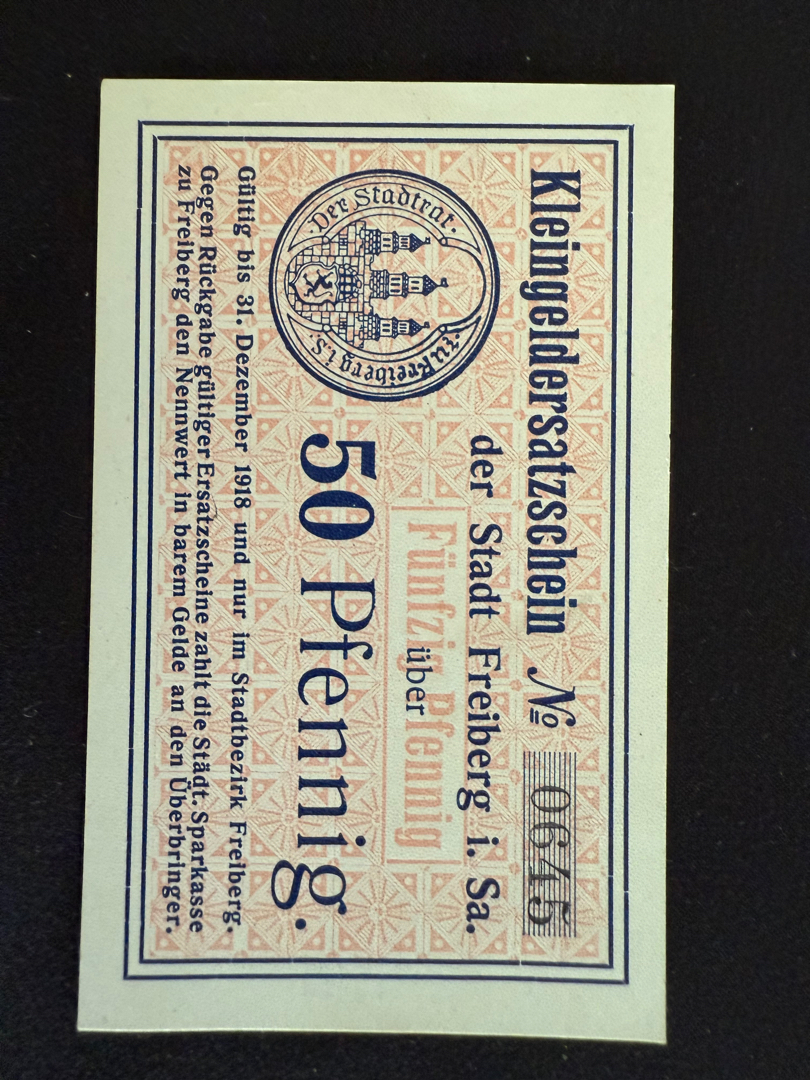 Kleingeldersatzschein № 0645
der Stadt Freiberg i. Sa.
Fünfzig Pfennig
über
50 Pfennig.
·Der Stadtrat·
·zu Freiberg i.S.·
Gültig bis 31. Dezember 1918 und nur im Stadtbezirk Freiberg.
Gegen Rückgabe gültiger Ersatzscheine zahlt die Städt. Sparkasse
zu Freiberg den Nennwert in barem Gelde an den Überbringer.